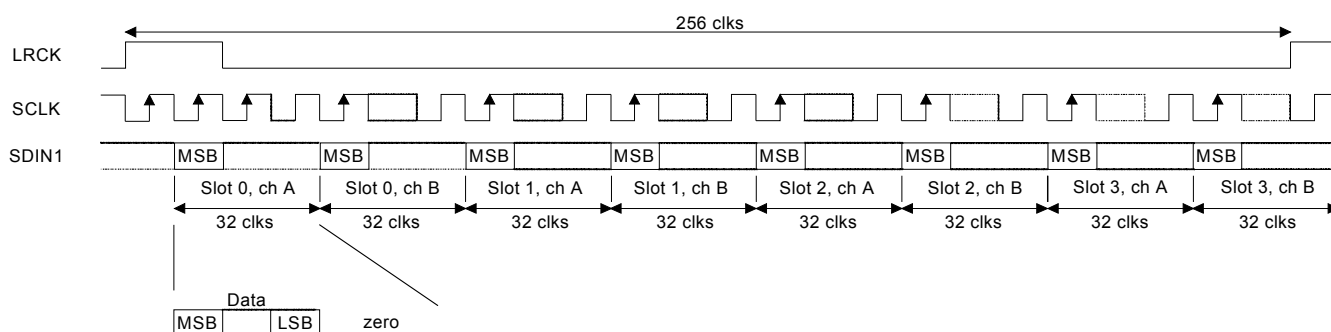 256 clks
LRCK
SCLK
SDIN1
MSB MSB MSB MSB MSB MSB MSB MSB
Slot 0, ch A Slot 0, ch B Slot 1, ch A Slot 1, ch B Slot 2, ch A Slot 2, ch B Slot 3, ch A Slot 3, ch B
32 clks 32 clks 32 clks 32 clks 32 clks 32 clks 32 clks 32 clks
Data
MSB LSB zero